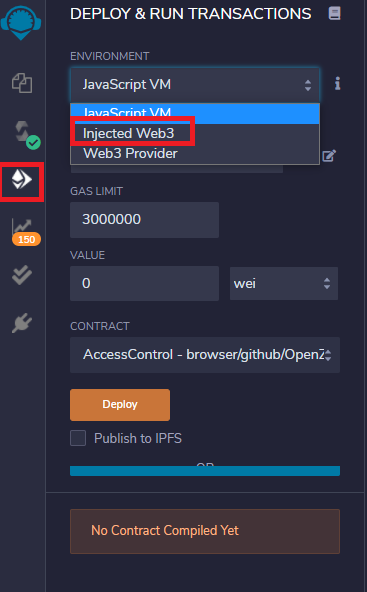 DEPLOY & RUN TRANSACTIONS
ENVIRONMENT
JavaScript VM
JavaScript VM
Injected Web3
Web3 Provider
GAS LIMIT
3000000
VALUE
0
wei
150
CONTRACT
AccessControl - browser/github/OpenZ
Deploy
Publish to IPFS
OR
No Contract Compiled Yet